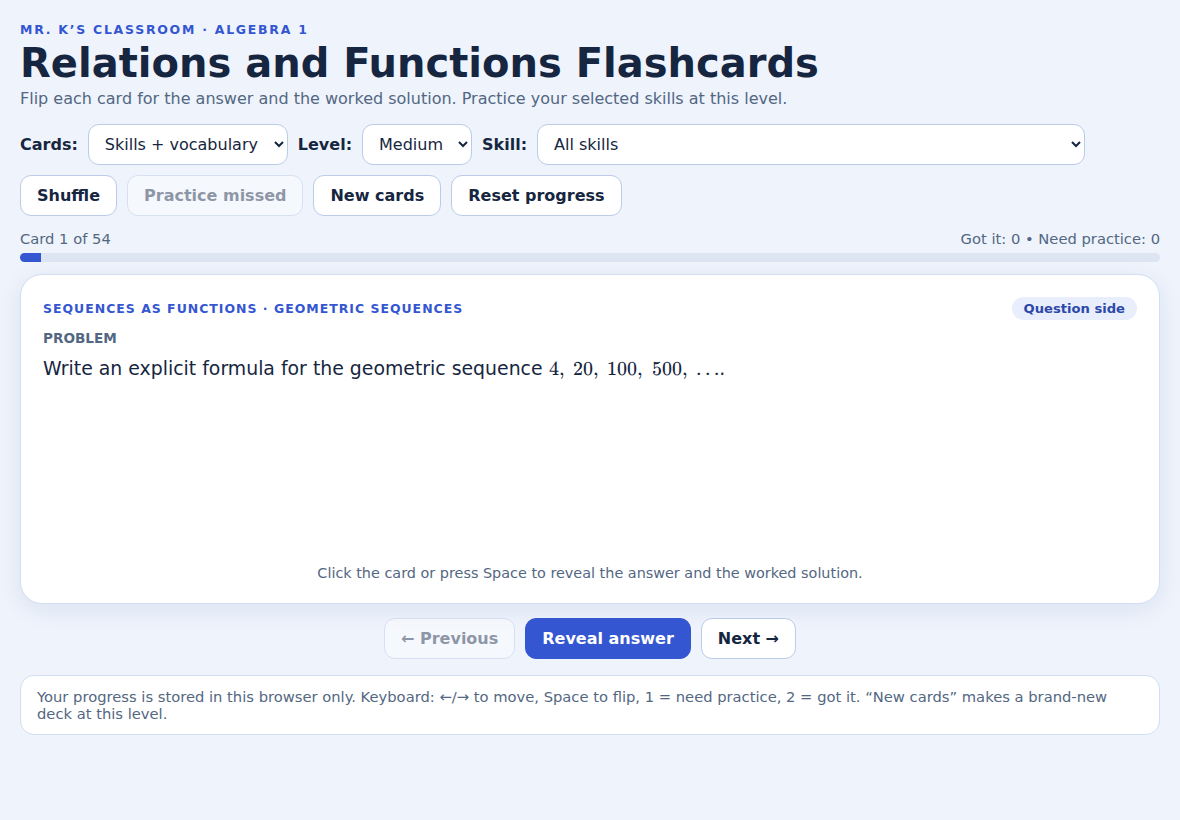 MR. K’S CLASSROOM · ALGEBRA 1
Relations and Functions Flashcards
Flip each card for the answer and the worked solution. Practice your selected skills at this level.
Cards: Skills + vocabulary Level: Medium Skill: All skills
Shuffle Practice missed New cards Reset progress
Card 1 of 54 Got it: 0 • Need practice: 0
SEQUENCES AS FUNCTIONS · GEOMETRIC SEQUENCES Question side
PROBLEM
Write an explicit formula for the geometric sequence 4, 20, 100, 500, ….
Click the card or press Space to reveal the answer and the worked solution.
← Previous Reveal answer Next →
Your progress is stored in this browser only. Keyboard: ←/→ to move, Space to flip, 1 = need practice, 2 = got it. “New cards” makes a brand-new
deck at this level.